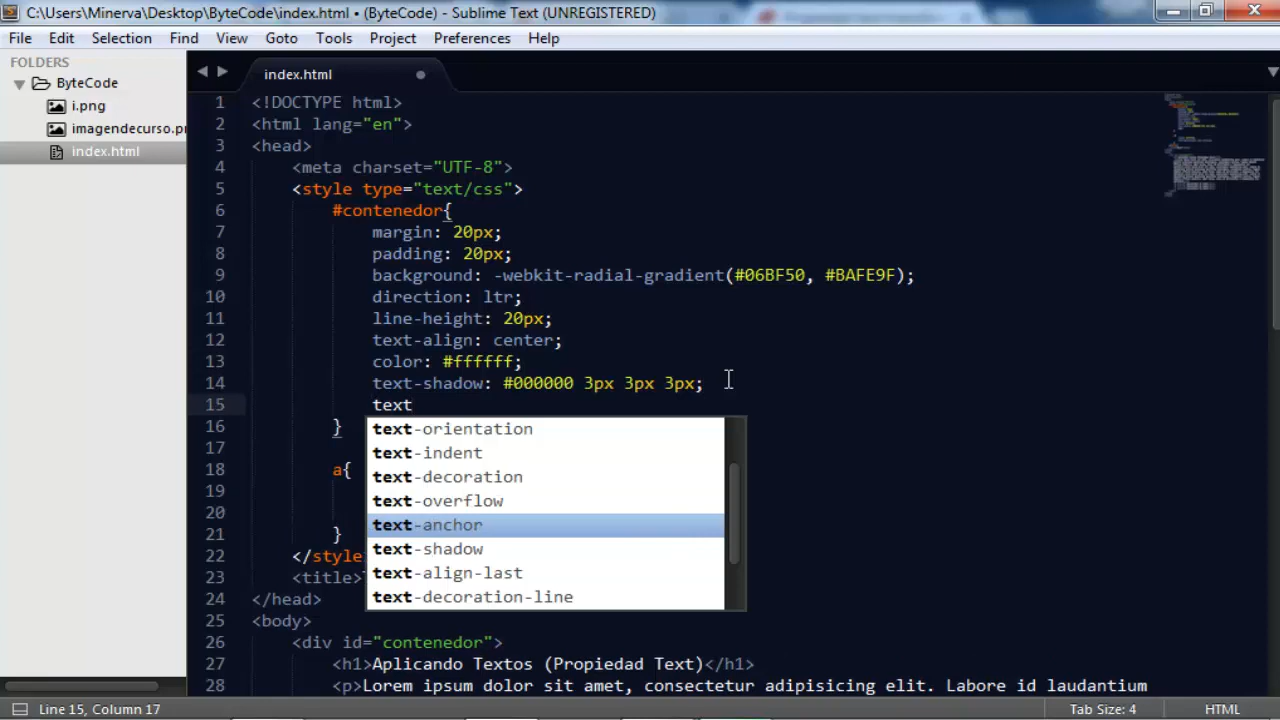 C:\Users\Minerva\Desktop\ByteCode\index.html • (ByteCode) - Sublime Text (UNREGISTERED)
File Edit Selection Find View Goto Tools Project Preferences Help
FOLDERS
ByteCode
i.png
imagendecurso.pr
index.html
index.html
1 <!DOCTYPE html>
2 <html lang="en">
3 <head>
4 <meta charset="UTF-8">
5 <style type="text/css">
6 #contenedor{
7 margin: 20px;
8 padding: 20px;
9 background: -webkit-radial-gradient(#06BF50, #BAFE9F);
10 direction: ltr;
11 line-height: 20px;
12 text-align: center;
13 color: #ffffff;
14 text-shadow: #000000 3px 3px 3px;
15 text
16 }
17
18 a{
19
20
21 }
22 </style
23 <title>
24 </head>
25 <body>
26 <div id="contenedor">
27 <h1>Aplicando Textos (Propiedad Text)</h1>
28 <p>Lorem ipsum dolor sit amet, consectetur adipisicing elit. Labore id laudantium
text-orientation
text-indent
text-decoration
text-overflow
text-anchor
text-shadow
text-align-last
text-decoration-line
Line 15, Column 17
Tab Size: 4
HTML